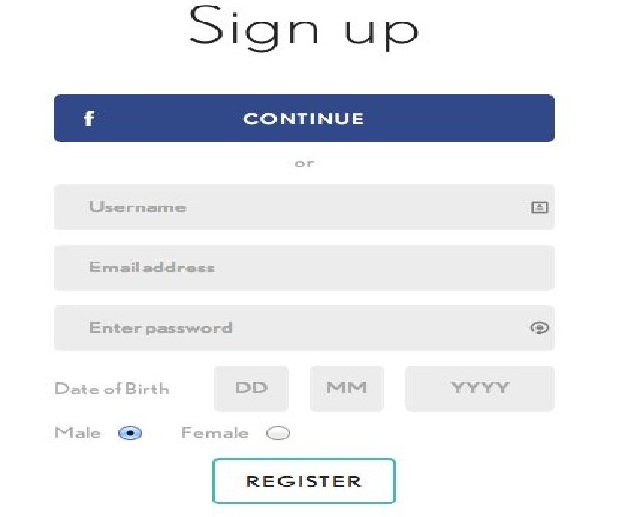 Sign up
f CONTINUE
or
Username
Email address
Enter password
Date of Birth DD MM YYYY
Male Female
REGISTER